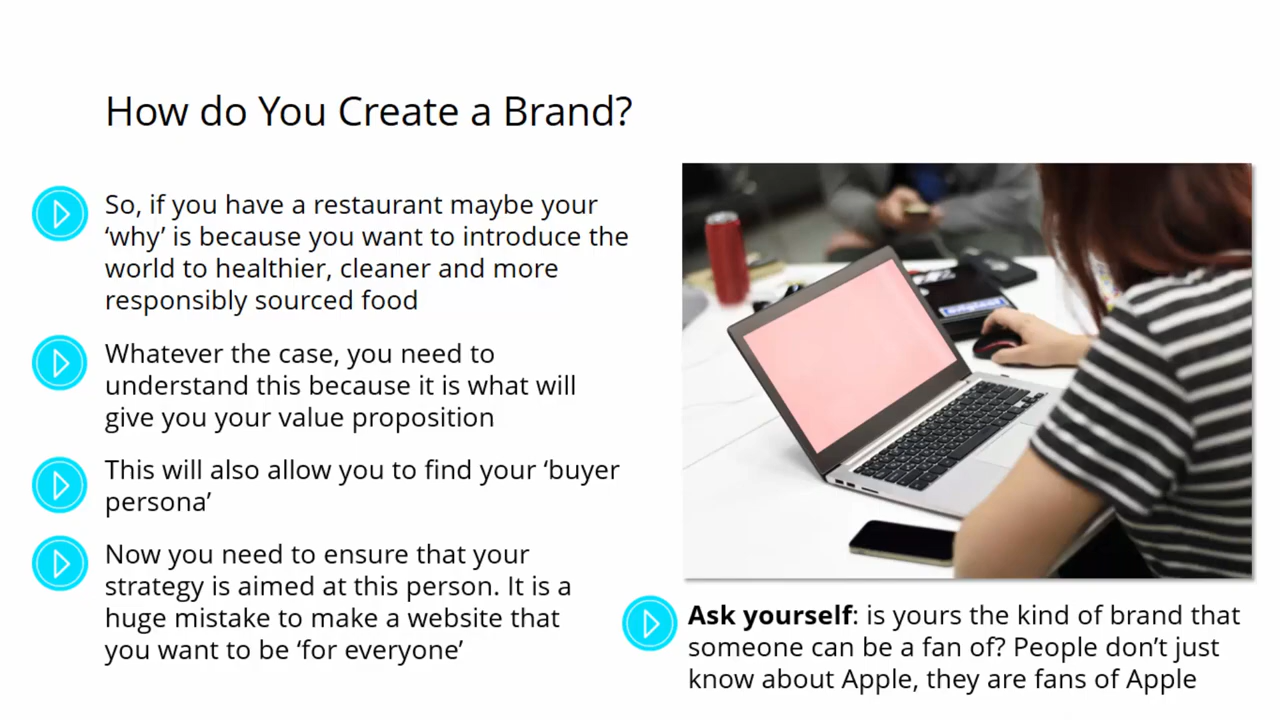 How do You Create a Brand?
So, if you have a restaurant maybe your
‘why’ is because you want to introduce the
world to healthier, cleaner and more
responsibly sourced food
Whatever the case, you need to
understand this because it is what will
give you your value proposition
This will also allow you to find your ‘buyer
persona’
Now you need to ensure that your
strategy is aimed at this person. It is a
huge mistake to make a website that
you want to be ‘for everyone’
Ask yourself: is yours the kind of brand that
someone can be a fan of? People don’t just
know about Apple, they are fans of Apple